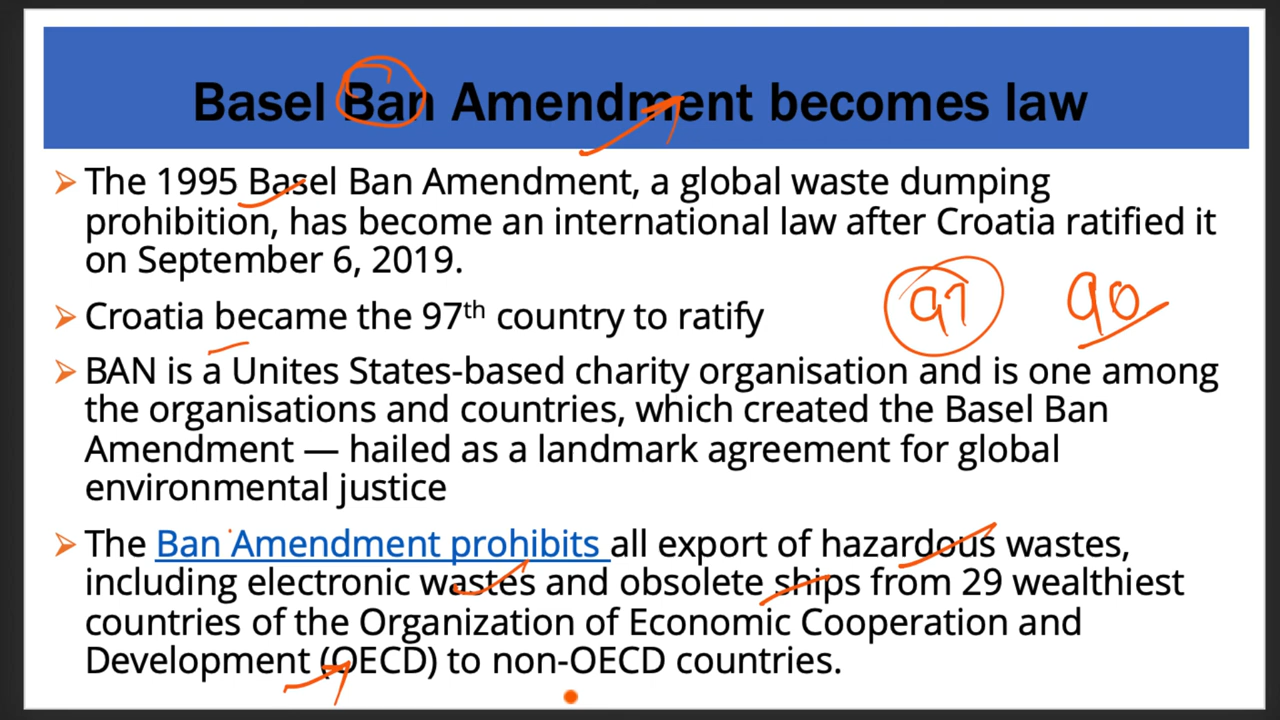 Basel Ban Amendment becomes law
The 1995 Basel Ban Amendment, a global waste dumping
prohibition, has become an international law after Croatia ratified it
on September 6, 2019.
97 90
Croatia became the 97th country to ratify
BAN is a Unites States-based charity organisation and is one among
the organisations and countries, which created the Basel Ban
Amendment — hailed as a landmark agreement for global
environmental justice
The Ban Amendment prohibits all export of hazardous wastes,
including electronic wastes and obsolete ships from 29 wealthiest
countries of the Organization of Economic Cooperation and
Development (OECD) to non-OECD countries.